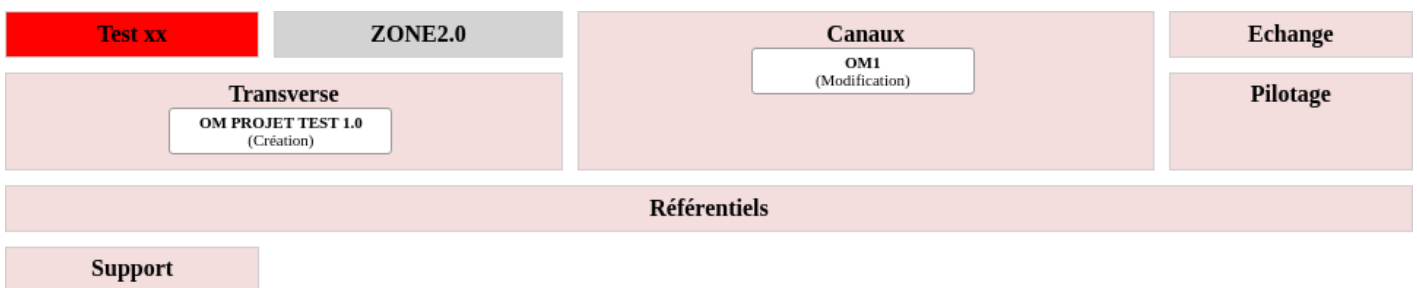 Test xx
ZONE2.0
Canaux
OM1
(Modification)
Echange
Transverse
OM PROJET TEST 1.0
(Création)
Pilotage
Référentiels
Support